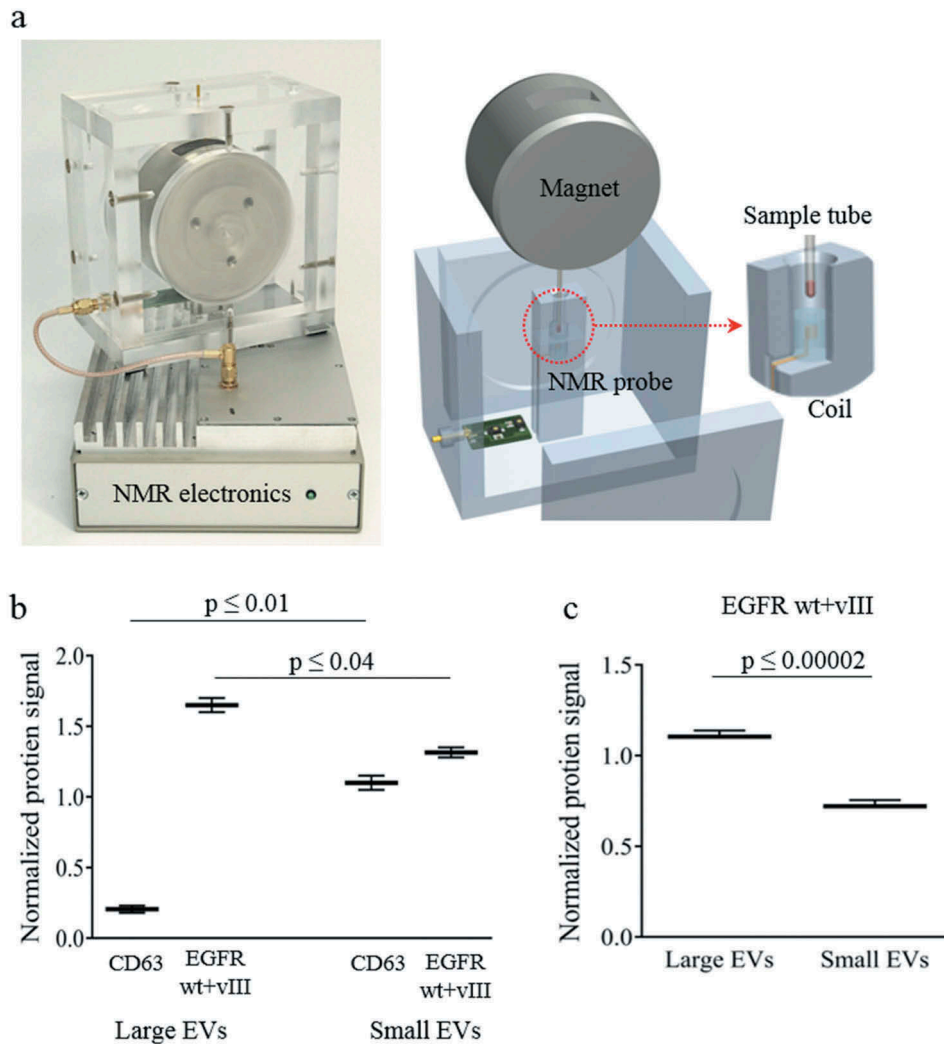 a
NMR electronics
Magnet
Sample tube
NMR probe
Coil
b
p ≤ 0.01
p ≤ 0.04
Normalized protien signal
2.0
1.5
1.0
0.5
0.0
CD63
EGFR
wt+vIII
CD63
EGFR
wt+vIII
Large EVs
Small EVs
c
EGFR wt+vIII
p ≤ 0.00002
Normalized protien signal
1.5
1.0
0.5
0.0
Large EVs
Small EVs